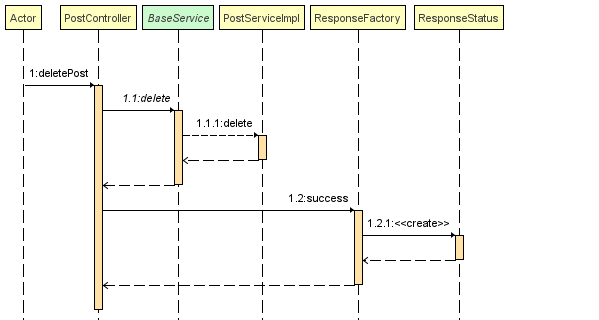 Actor
PostController
BaseService
PostServiceImpl
ResponseFactory
ResponseStatus
1:deletePost
1.1:delete
1.1.1:delete
1.2:success
1.2.1:<<create>>